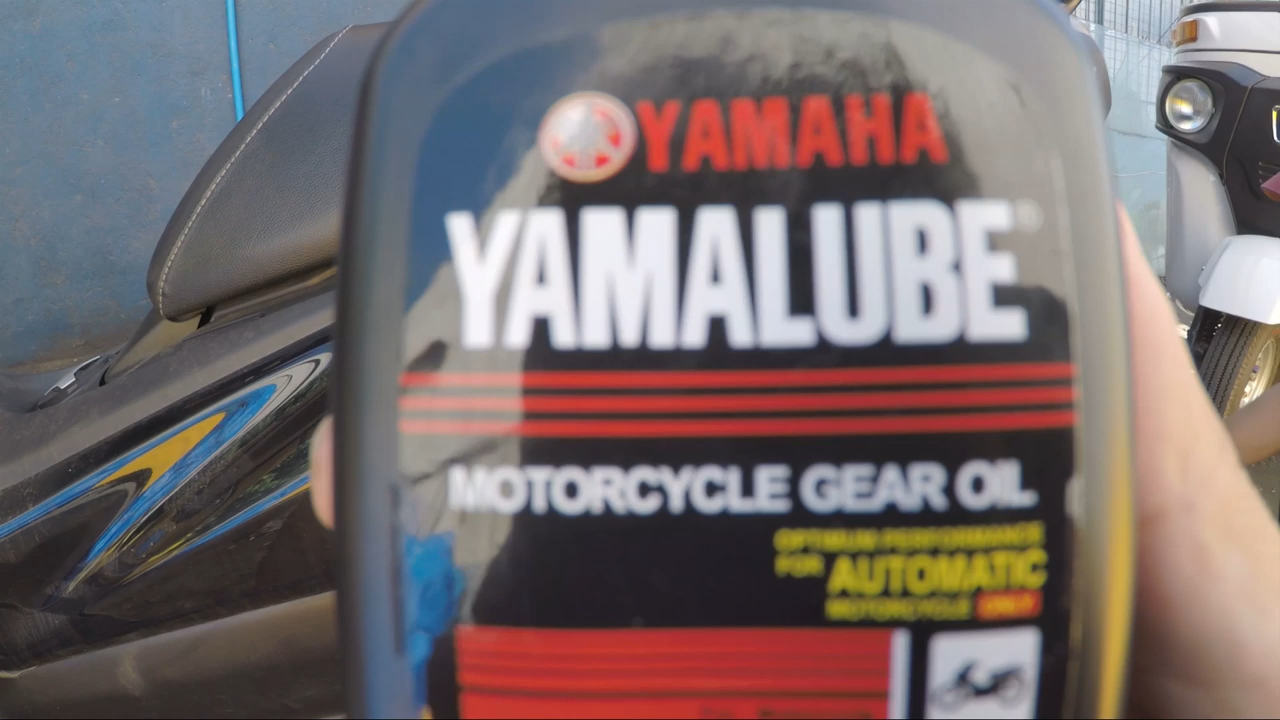 YAMAHA
YAMALUBE®
MOTORCYCLE GEAR OIL
OPTIMUM PERFORMANCE
FOR AUTOMATIC
MOTORCYCLE ONLY